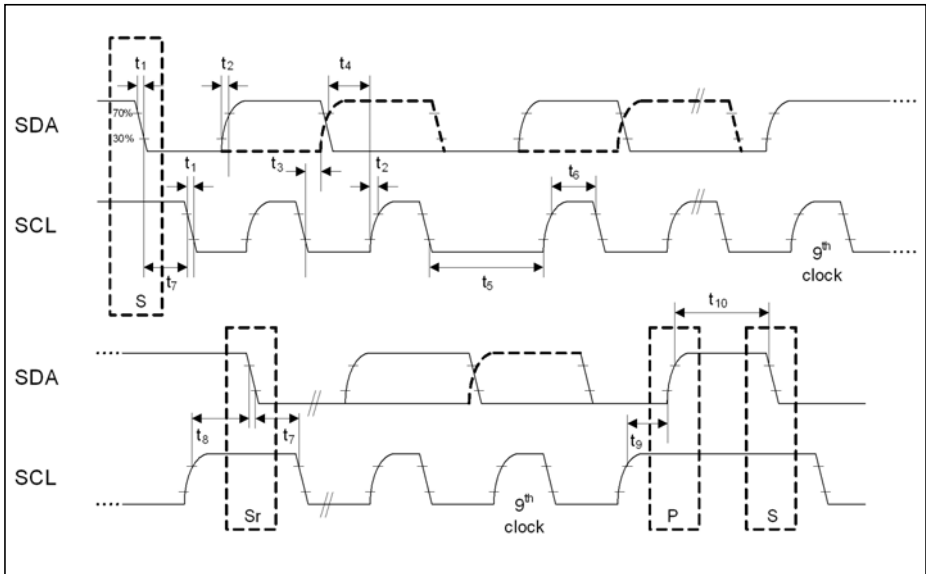 t1 t2 t4
SDA 70%
30%
t1 t3 t2 t6
SCL
t7 t5 9th
clock
S
t10
SDA
t8 t7 t9
SCL
Sr 9th
clock P S